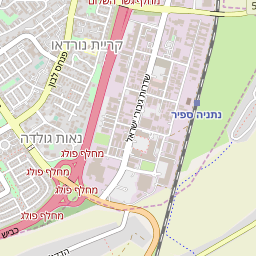 מחלף גשר השלום
5
קריית נורדאו
פנחס לבון
שדרות גיבורי ישראל
נתניה ספיר
נאות גולדה
מחלף פולג
מחלף פולג
מחלף פולג
מחלף פולג
כביש